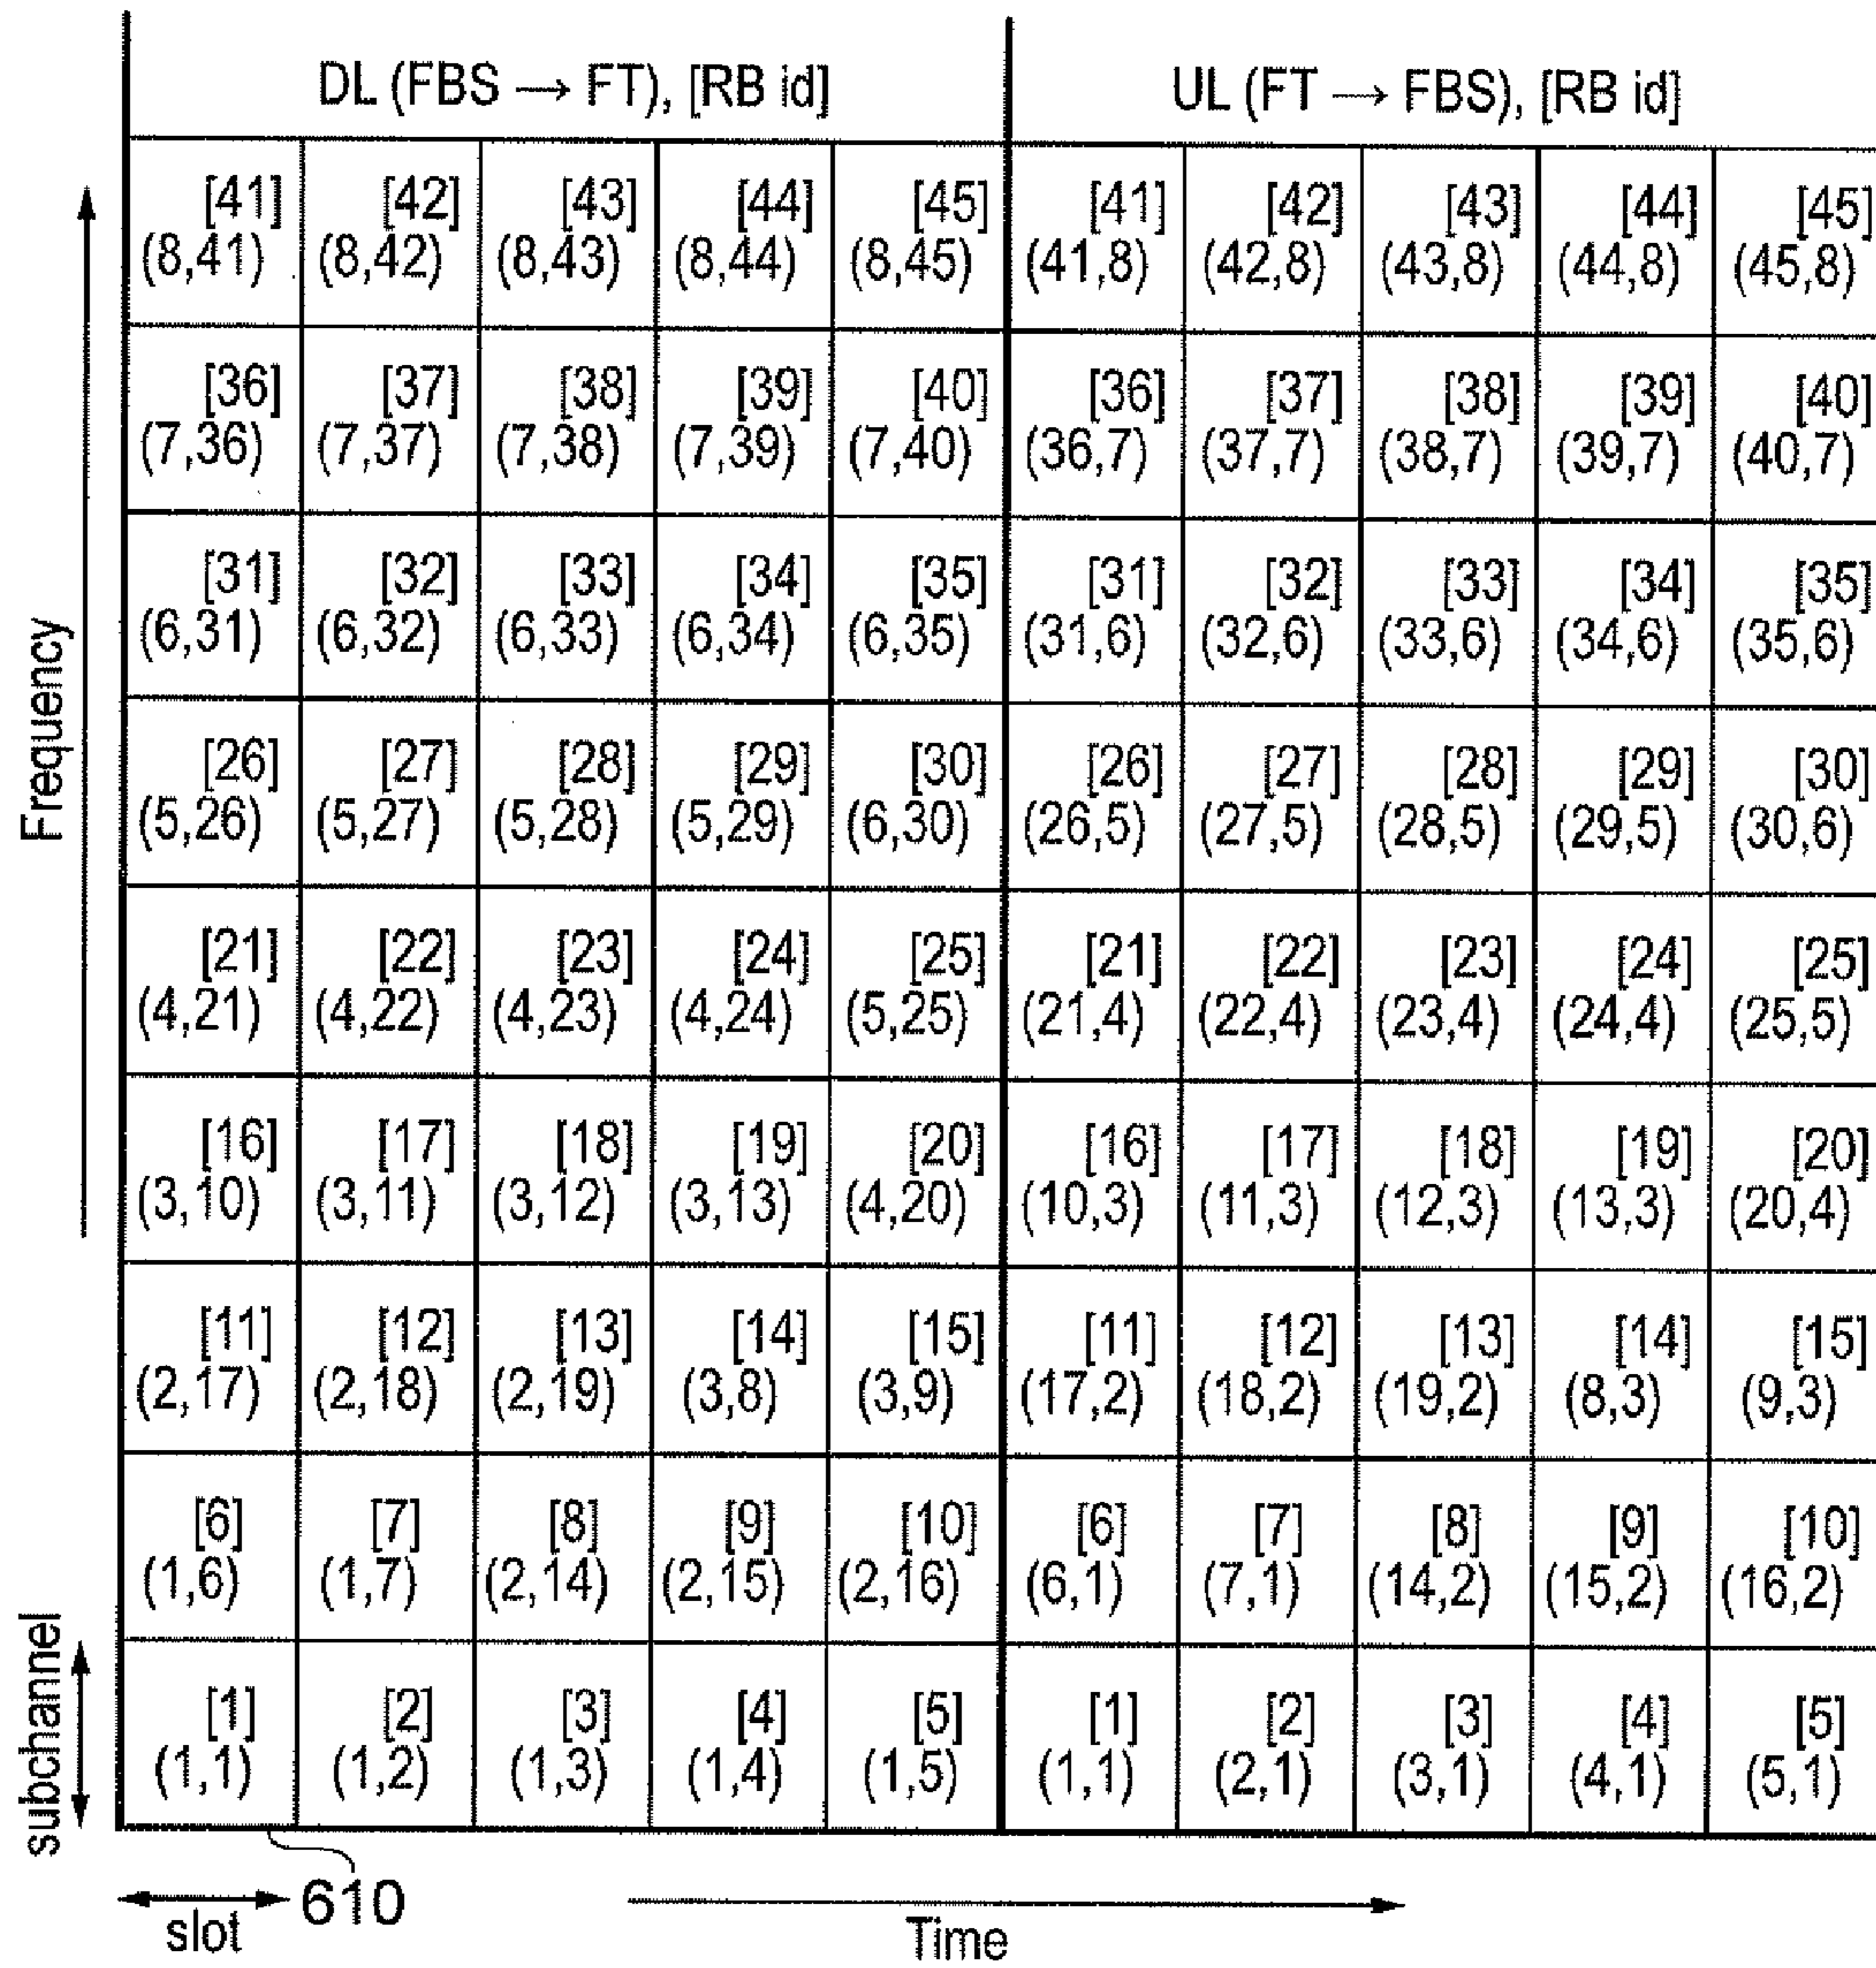 DL (FBS → FT), [RB id] UL (FT → FBS), [RB id]
[41] [42] [43] [44] [45] [41] [42] [43] [44] [45]
(8,41) (8,42) (8,43) (8,44) (8,45) (41,8) (42,8) (43,8) (44,8) (45,8)
[36] [37] [38] [39] [40] [36] [37] [38] [39] [40]
(7,36) (7,37) (7,38) (7,39) (7,40) (36,7) (37,7) (38,7) (39,7) (40,7)
[31] [32] [33] [34] [35] [31] [32] [33] [34] [35]
(6,31) (6,32) (6,33) (6,34) (6,35) (31,6) (32,6) (33,6) (34,6) (35,6)
[26] [27] [28] [29] [30] [26] [27] [28] [29] [30]
(5,26) (5,27) (5,28) (5,29) (6,30) (26,5) (27,5) (28,5) (29,5) (30,6)
[21] [22] [23] [24] [25] [21] [22] [23] [24] [25]
(4,21) (4,22) (4,23) (4,24) (5,25) (21,4) (22,4) (23,4) (24,4) (25,5)
[16] [17] [18] [19] [20] [16] [17] [18] [19] [20]
(3,10) (3,11) (3,12) (3,13) (4,20) (10,3) (11,3) (12,3) (13,3) (20,4)
[11] [12] [13] [14] [15] [11] [12] [13] [14] [15]
(2,17) (2,18) (2,19) (3,8) (3,9) (17,2) (18,2) (19,2) (8,3) (9,3)
[6] [7] [8] [9] [10] [6] [7] [8] [9] [10]
(1,6) (1,7) (2,14) (2,15) (2,16) (6,1) (7,1) (14,2) (15,2) (16,2)
[1] [2] [3] [4] [5] [1] [2] [3] [4] [5]
(1,1) (1,2) (1,3) (1,4) (1,5) (1,1) (2,1) (3,1) (4,1) (5,1)
Frequency
subchannel
slot
610
Time